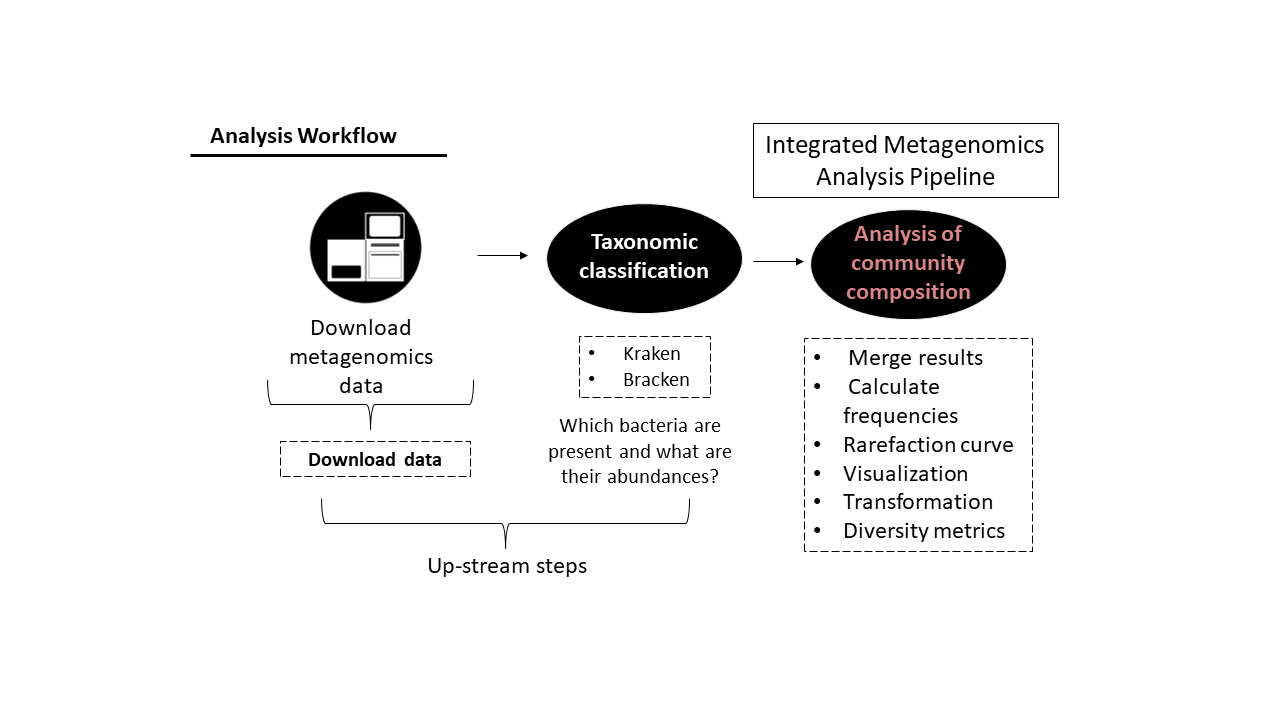 Analysis Workflow
Integrated Metagenomics
Analysis Pipeline
Download
metagenomics
data
Download data
Taxonomic
classification
• Kraken
• Bracken
Which bacteria are
present and what are
their abundances?
Up-stream steps
Analysis of
community
composition
• Merge results
• Calculate
frequencies
• Rarefaction curve
• Visualization
• Transformation
• Diversity metrics